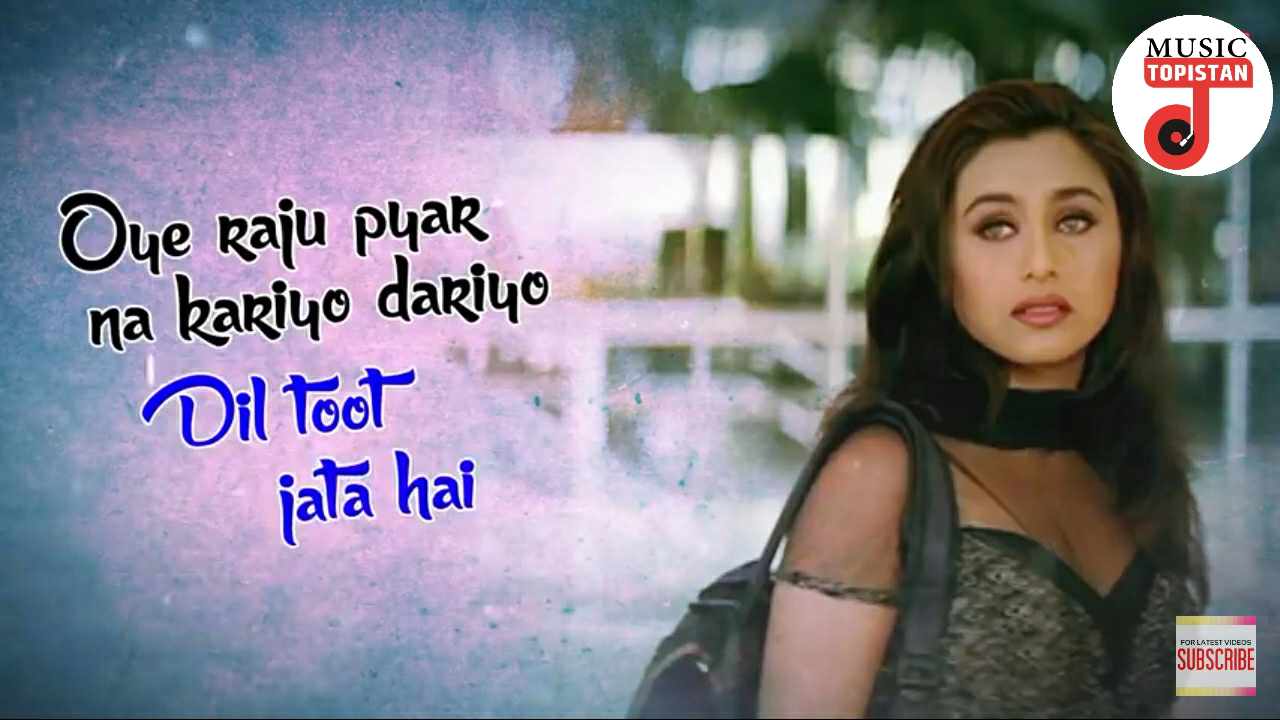 MUSIC
TOPISTAN
Oye raju pyar
na kariyo dariyo
Dil toot
jata hai
FOR LATEST VIDEOS
SUBSCRIBE